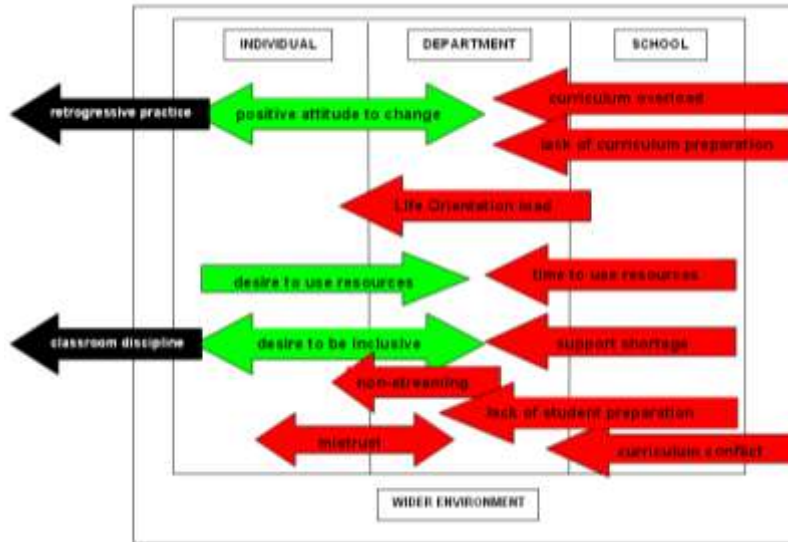 INDIVIDUAL
DEPARTMENT
SCHOOL
retrogressive practice
positive attitude to change
curriculum overload
lack of curriculum preparation
Life Orientation load
desire to use resources
time to use resources
classroom discipline
desire to be inclusive
support shortage
non-streaming
lack of student preparation
mistrust
curriculum conflict
WIDER ENVIRONMENT